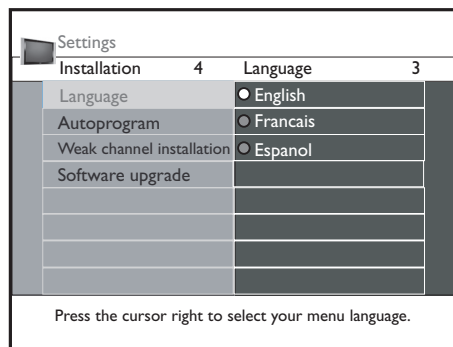 Settings
Installation 4 Language 3
Language English
Autoprogram Francais
Weak channel installation Espanol
Software upgrade
Press the cursor right to select your menu language.